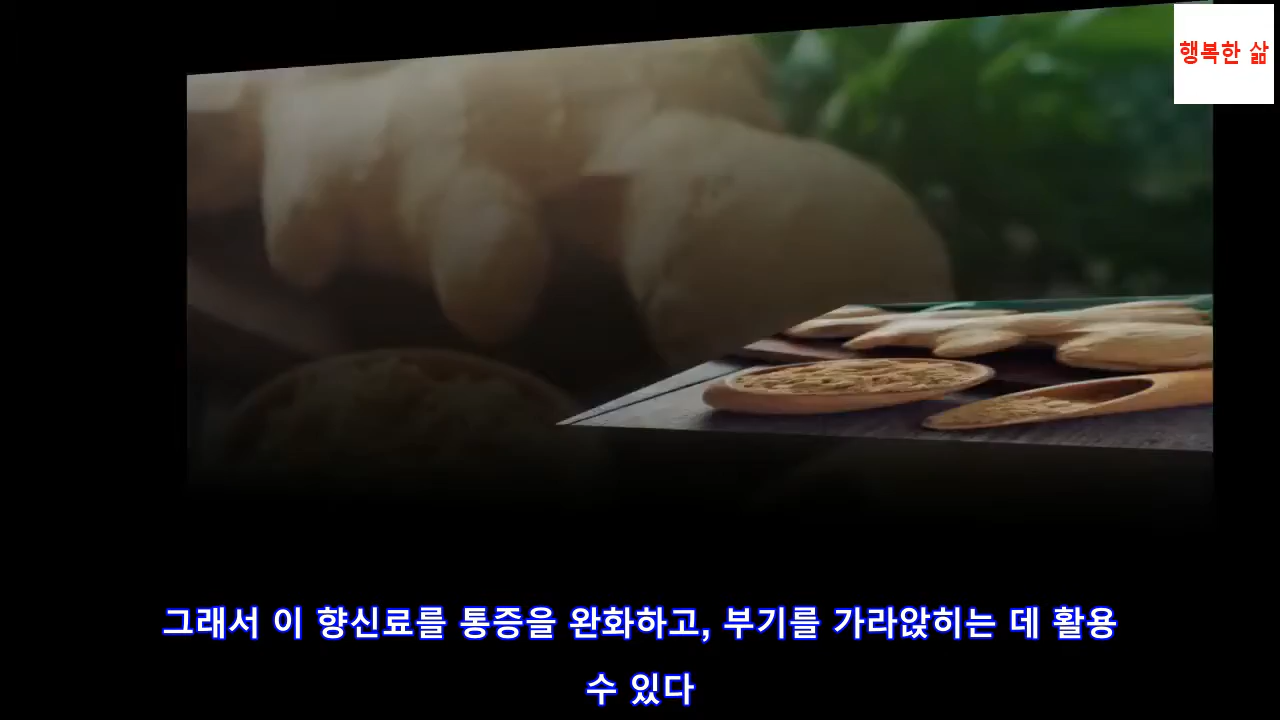 행복한 삶
그래서 이 향신료를 통증을 완화하고, 부기를 가라앉히는 데 활용
수 있다